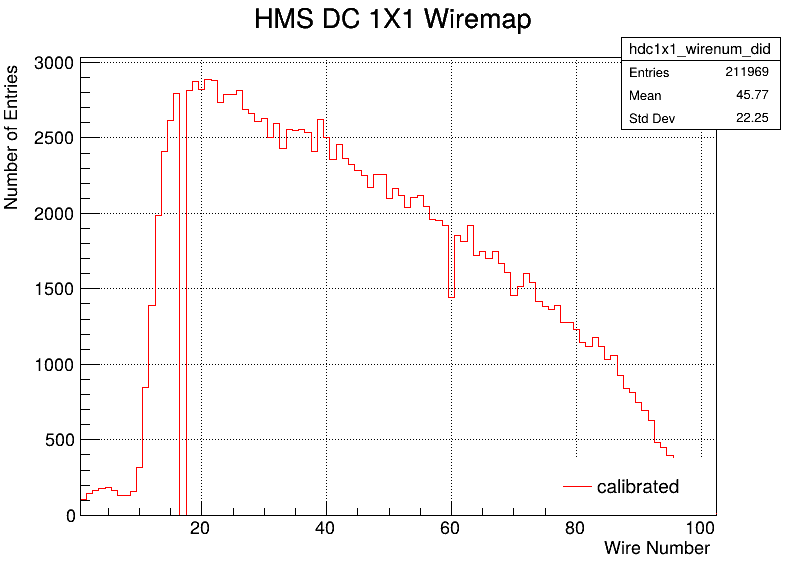 HMS DC 1X1 Wiremap
hdc1x1_wirenum_did
Entries 211969
Mean 45.77
Std Dev 22.25
Number of Entries
3000
2500
2000
1500
1000
500
0
20 40 60 80 100
Wire Number
calibrated